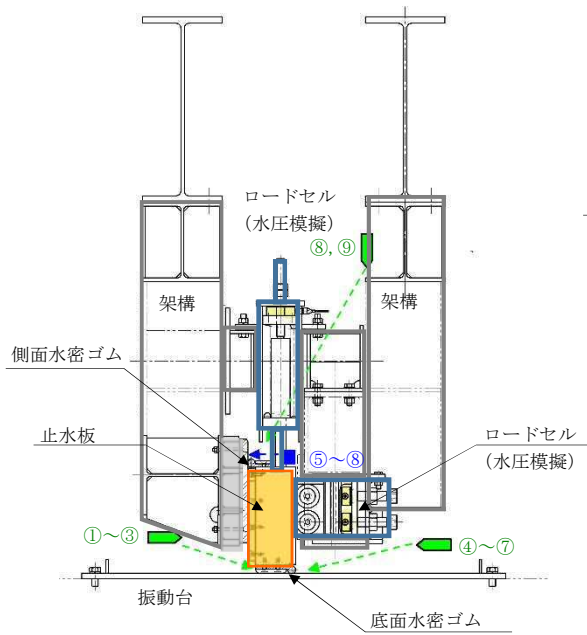 ロードセル
(水圧模擬)
⑧, ⑨
架構
架構
側面水密ゴム
止水板
⑤～⑧
ロードセル
(水圧模擬)
①～③
④～⑦
振動台
底面水密ゴム